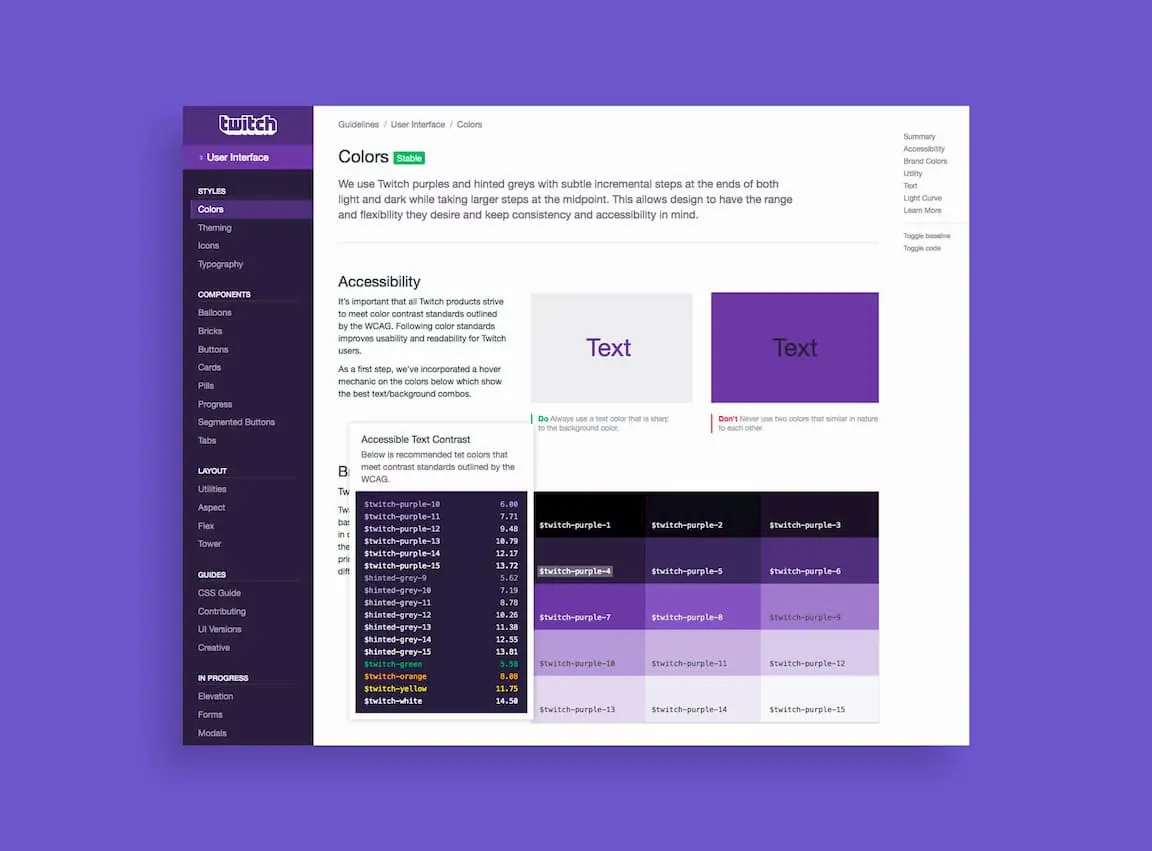 twitch
User Interface
STYLES
Colors
Theming
Icons
Typography
COMPONENTS
Balloons
Bricks
Buttons
Cards
Pills
Progress
Segmented Buttons
Tabs
LAYOUT
Utilities
Aspect
Flex
Tower
GUIDES
CSS Guide
Contributing
UI Versions
Creative
IN PROGRESS
Elevation
Forms
Modals
Guidelines / User Interface / Colors
Colors Stable
We use Twitch purples and hinted greys with subtle incremental steps at the ends of both
light and dark while taking larger steps at the midpoint. This allows design to have the range
and flexibility they desire and keep consistency and accessibility in mind.
Accessibility
It's important that all Twitch products strive
to meet color contrast standards outlined
by the WCAG. Following color standards
improves usability and readability for Twitch
users.
As a first step, we've incorporated a hover
mechanic on the colors below which show
the best text/background combos.
Text
Do Always use a text color that is sharp
to the background color.
Text
Don't Never use two colors that similar in nature
to each other.
Accessible Text Contrast
Below is recommended tet colors that
meet contrast standards outlined by the
WCAG.
$twitch-purple-10 6.00
$twitch-purple-11 7.71
$twitch-purple-12 9.48
$twitch-purple-13 10.79
$twitch-purple-14 12.17
$twitch-purple-15 13.72
$hinted-grey-9 5.62
$hinted-grey-10 7.19
$hinted-grey-11 8.78
$hinted-grey-12 10.26
$hinted-grey-13 11.38
$hinted-grey-14 12.55
$hinted-grey-15 13.81
$twitch-green 5.58
$twitch-orange 8.08
$twitch-yellow 11.75
$twitch-white 14.50
$twitch-purple-1 $twitch-purple-2 $twitch-purple-3
$twitch-purple-4 $twitch-purple-5 $twitch-purple-6
$twitch-purple-7 $twitch-purple-8 $twitch-purple-9
$twitch-purple-10 $twitch-purple-11 $twitch-purple-12
$twitch-purple-13 $twitch-purple-14 $twitch-purple-15
Summary
Accessibility
Brand Colors
Utility
Text
Light Curve
Learn More
Toggle baseline
Toggle code